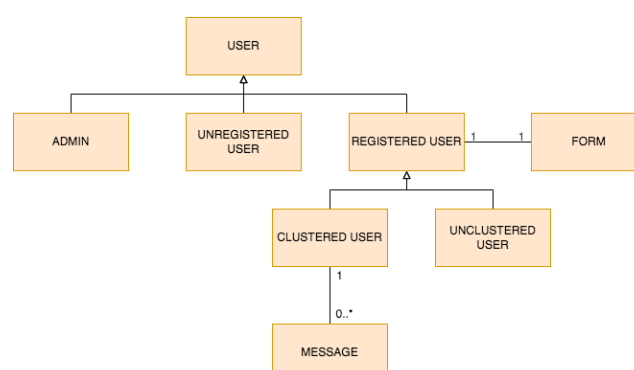 USER
ADMIN
UNREGISTERED
USER
REGISTERED USER
1
1
FORM
CLUSTERED USER
UNCLUSTERED
USER
1
0..*
MESSAGE